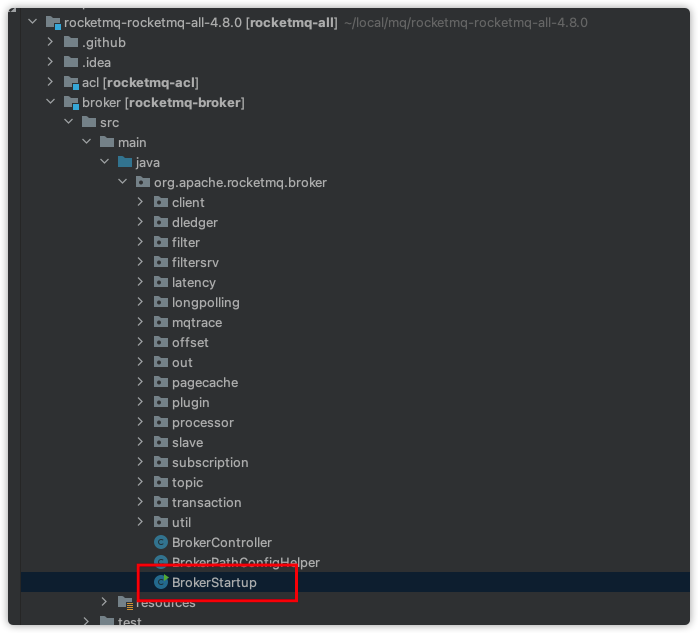 rocketmq-rocketmq-all-4.8.0 [rocketmq-all] ~/local/mq/rocketmq-rocketmq-all-4.8.0
.github
.idea
acl [rocketmq-acl]
broker [rocketmq-broker]
src
main
java
org.apache.rocketmq.broker
client
dledger
filter
filtersrv
latency
longpolling
mqtrace
offset
out
pagecache
plugin
processor
slave
subscription
topic
transaction
util
BrokerController
BrokerPathConfigHelper
BrokerStartup
resources
test